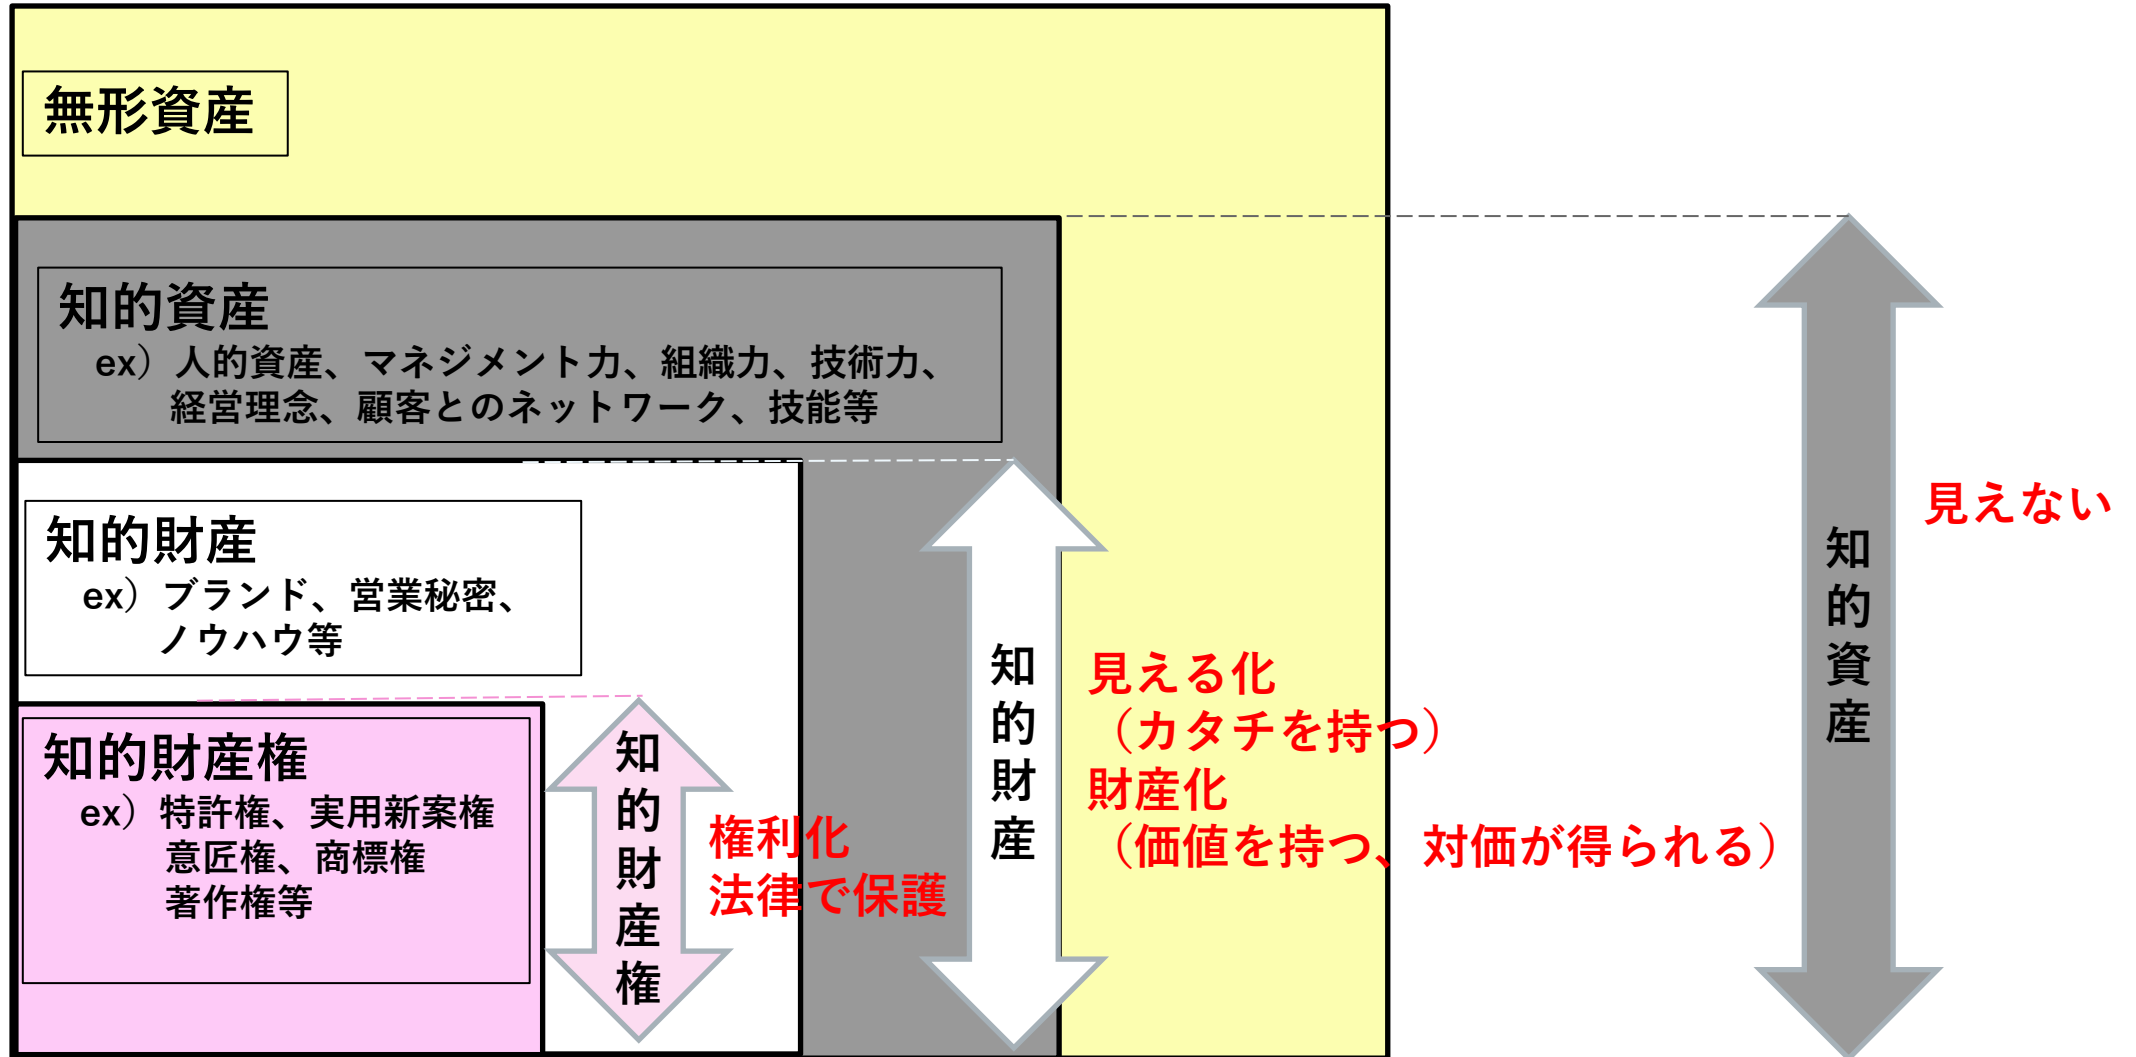 無形資産
知的資産
ex）人的資産、マネジメント力、組織力、技術力、
経営理念、顧客とのネットワーク、技能等
知的財産
ex）ブランド、営業秘密、
ノウハウ等
知的財産権
ex）特許権、実用新案権
意匠権、商標権
著作権等
知的財産権
権利化
法律で保護
知的財産
見える化
（カタチを持つ）
財産化
（価値を持つ、対価が得られる）
知的資産
見えない